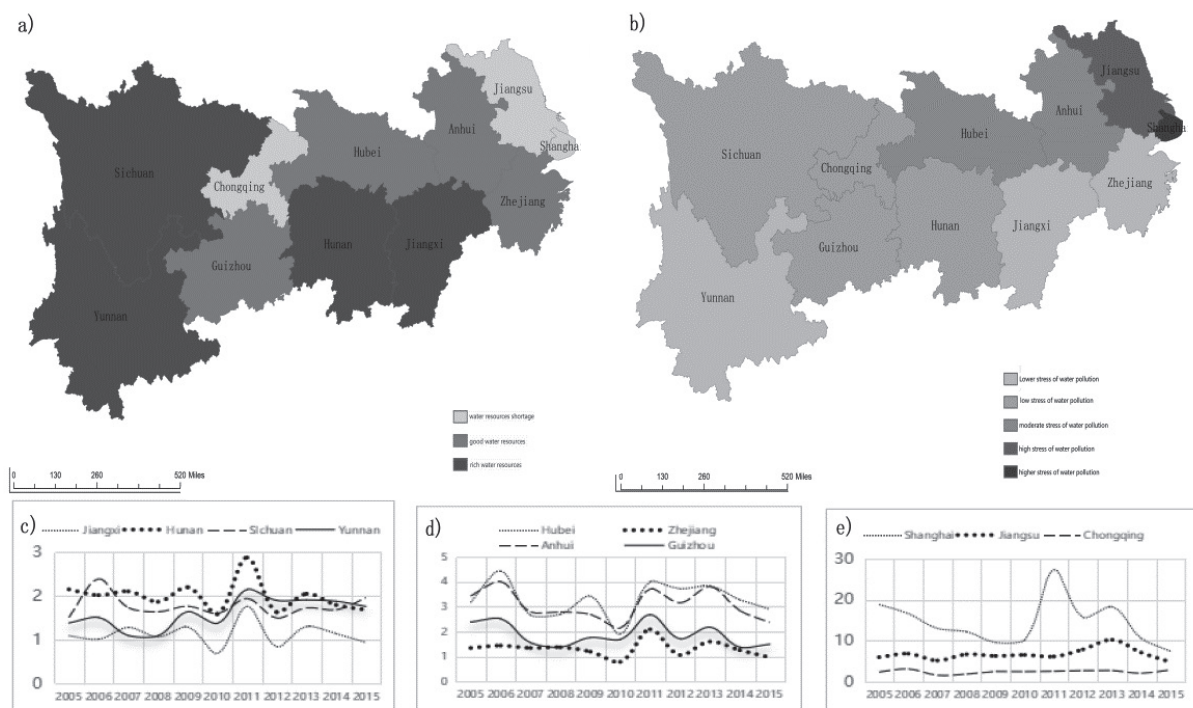 a)
Jiangsu
Anhui
Shangha
Hubei
Sichuan
Chongqing
Zhejiang
Hunan
Jiangxi
Guizhou
Yunnan
water resources shortage
good water resources
rich water resources
0 130 260 520 Miles
b)
Jiangsu
Anhui
Shangha
Hubei
Sichuan
Chongqing
Zhejiang
Hunan
Jiangxi
Guizhou
Yunnan
Lower stress of water pollution
low stress of water pollution
moderate stress of water pollution
high stress of water pollution
higher stress of water pollution
0 130 260 520 Miles
c)
Jiangxi Hunan Sichuan Yunnan
3
2
1
0
2005 2006 2007 2008 2009 2010 2011 2012 2013 2014 2015
d)
Hubei Zhejiang
Anhui Guizhou
5
4
3
2
1
0
2005 2006 2007 2008 2009 2010 2011 2012 2013 2014 2015
e)
Shanghai Jiangsu Chongqing
30
20
10
0
2005 2006 2007 2008 2009 2010 2011 2012 2013 2014 2015